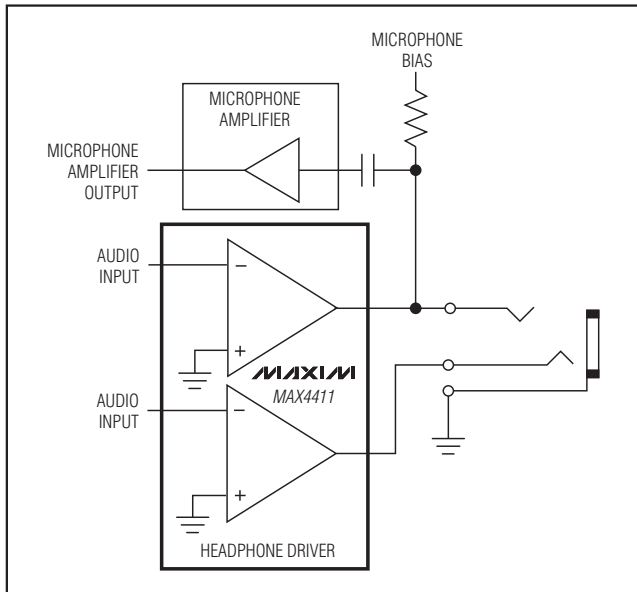 MICROPHONE
BIAS
MICROPHONE
AMPLIFIER
MICROPHONE
AMPLIFIER
OUTPUT
AUDIO
INPUT
−
+
MAXIM
MAX4411
AUDIO
INPUT
−
+
HEADPHONE DRIVER